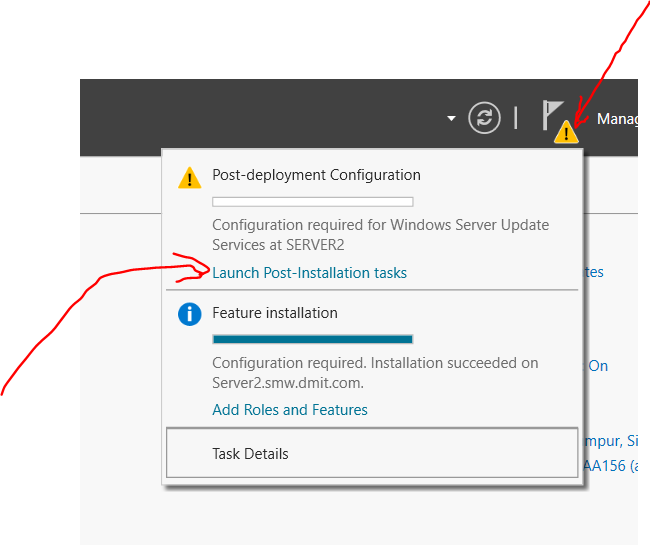 Manag
Post-deployment Configuration
Configuration required for Windows Server Update
Services at SERVER2
Launch Post-Installation tasks
tes
Feature installation
Configuration required. Installation succeeded on
On
Server2.smw.dmit.com.
Add Roles and Features
mpur, Si
Task Details
AA156 (a